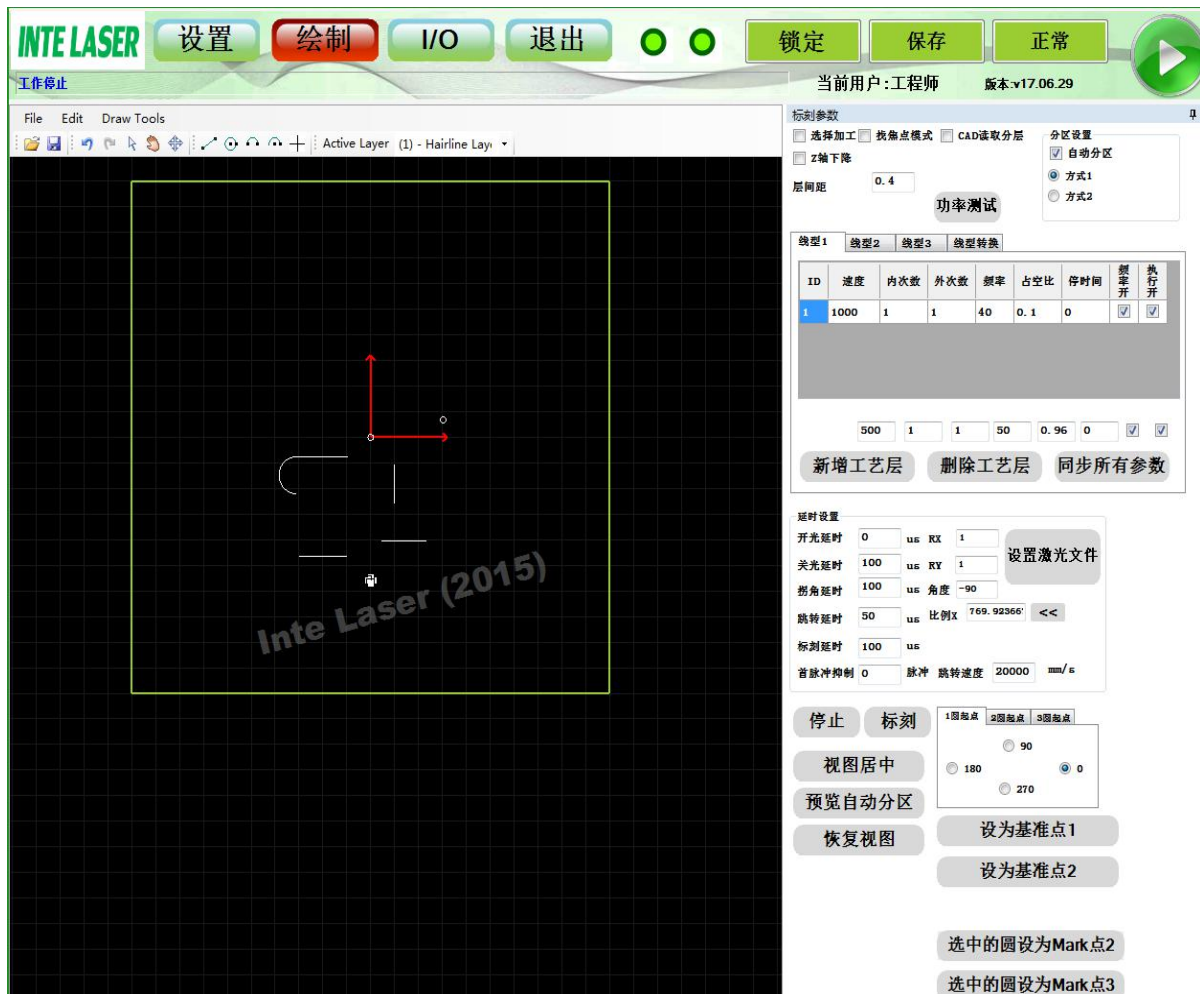 INTE LASER 设置 绘制 I/O 退出 锁定 保存 正常
工作停止 当前用户:工程师 版本:v17.06.29
File Edit Draw Tools
Active Layer (1) - Hairline Lay
Inte Laser (2015)
标刻参数
选择加工 找焦点模式 CAD读取分层 分区设置
Z轴下降 自动分区
层间距 0.4 方式1
功率测试 方式2
线型1 线型2 线型3 线型转换
ID 速度 内次数 外次数 频率 占空比 停时间 频率开 执行开
1 1000 1 1 40 0.1 0
500 1 1 50 0.96 0
新增工艺层 删除工艺层 同步所有参数
延时设置
开光延时 0 us RX 1 设置激光文件
关光延时 100 us RY 1
拐角延时 100 us 角度 -90
跳转延时 50 us 比例X 769.92366 <<
标刻延时 100 us
首脉冲抑制 0 脉冲 跳转速度 20000 mm/s
停止 标刻 1圆起点 2圆起点 3圆起点
90
视图居中 180 0
270
预览自动分区
恢复视图 设为基准点1
设为基准点2
选中的圆设为Mark点2
选中的圆设为Mark点3